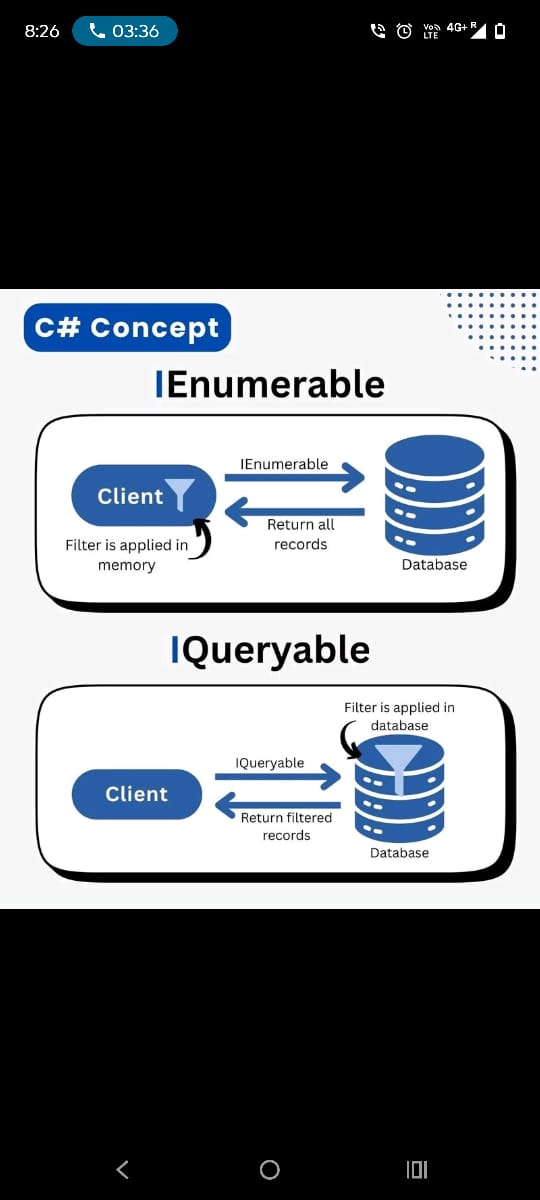 8:26
03:36
Vo))
LTE
4G+ R
C# Concept
IEnumerable
Client
IEnumerable
Return all
records
Filter is applied in
memory
Database
IQueryable
Filter is applied in
database
Client
IQueryable
Return filtered
records
Database